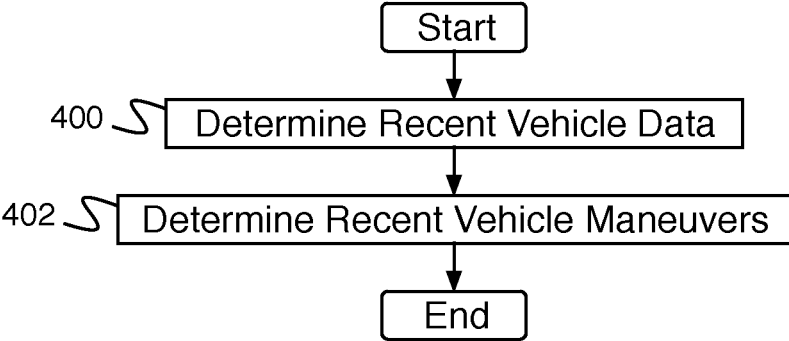 Start
400 Determine Recent Vehicle Data
402 Determine Recent Vehicle Maneuvers
End